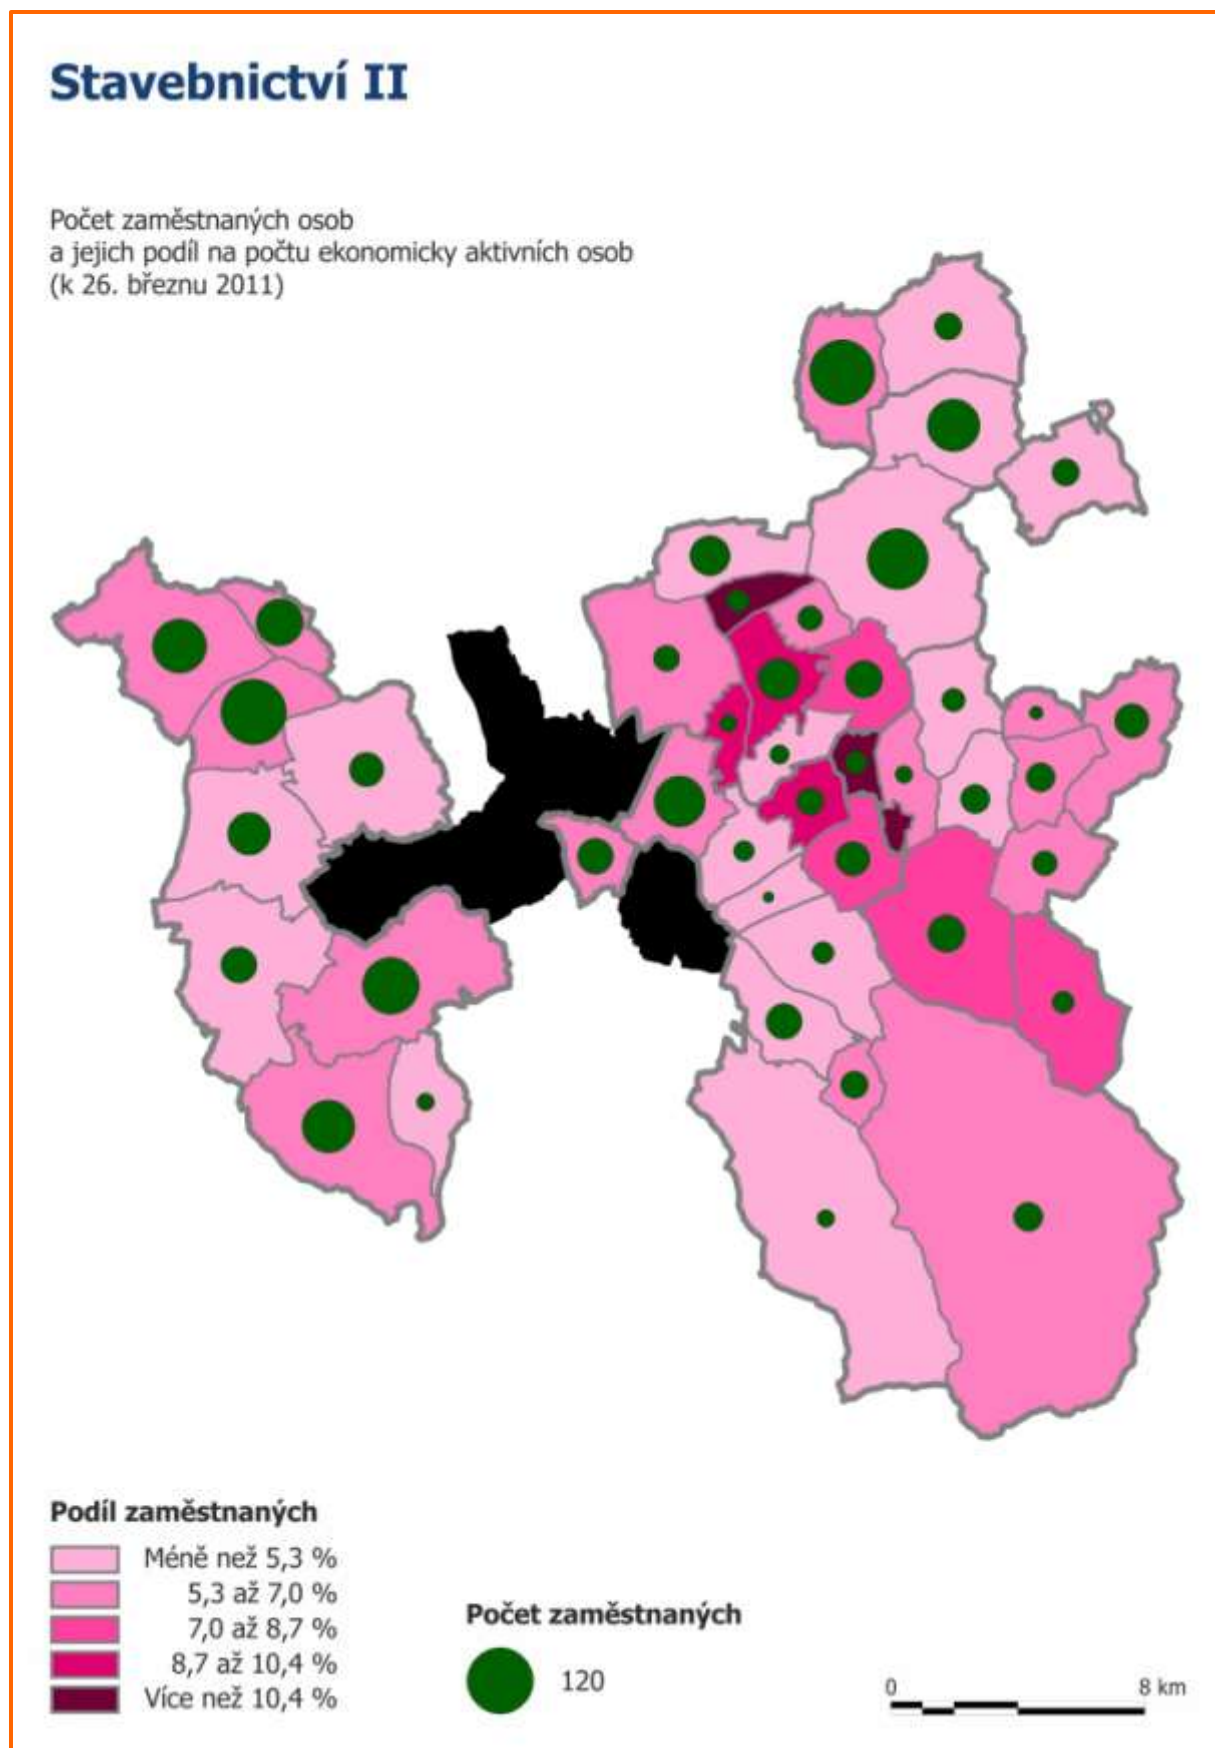 Stavebnictví II
Počet zaměstnaných osob
a jejich podíl na počtu ekonomicky aktivních osob
(k 26. březnu 2011)
Podíl zaměstnaných
Méně než 5,3 %
5,3 až 7,0 %
7,0 až 8,7 %
8,7 až 10,4 %
Více než 10,4 %
Počet zaměstnaných
120
0 8 km